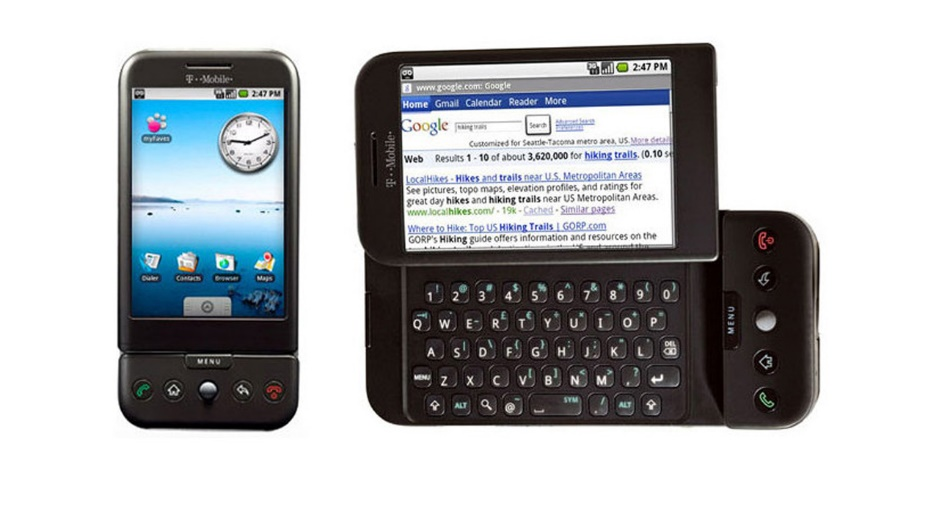 T··Mobile·
2:47 PM
myFaves
Dialer Contacts Browser Maps
MENU
T··Mobile·
3G 2:47 PM
www.google.com: Google
Home Gmail Calendar Reader More
Google hiking trails Search Advanced Search
Preferences
Customized for Seattle-Tacoma metro area, US. More detail
Web Results 1 - 10 of about 3,620,000 for hiking trails. (0.10 se
LocalHikes - Hikes and trails near U.S. Metropolitan Areas
See pictures, topo maps, elevation profiles, and ratings for
great day hikes and hiking trails near US Metropolitan Areas.
www.localhikes.com/ - 19k - Cached - Similar pages
Where to Hike: Top US Hiking Trails | GORP.com
GORP's Hiking guide offers information and resources on the
1 ! 2 @ 3 # 4 $ 5 % 6 ^ 7 & 8 * 9 ( 0 )
Q W E R T Y U I O P
A S D F G H J K L DEL
MENU Z X C V B N M , ?
ALT @ SYM . / ALT
MENU